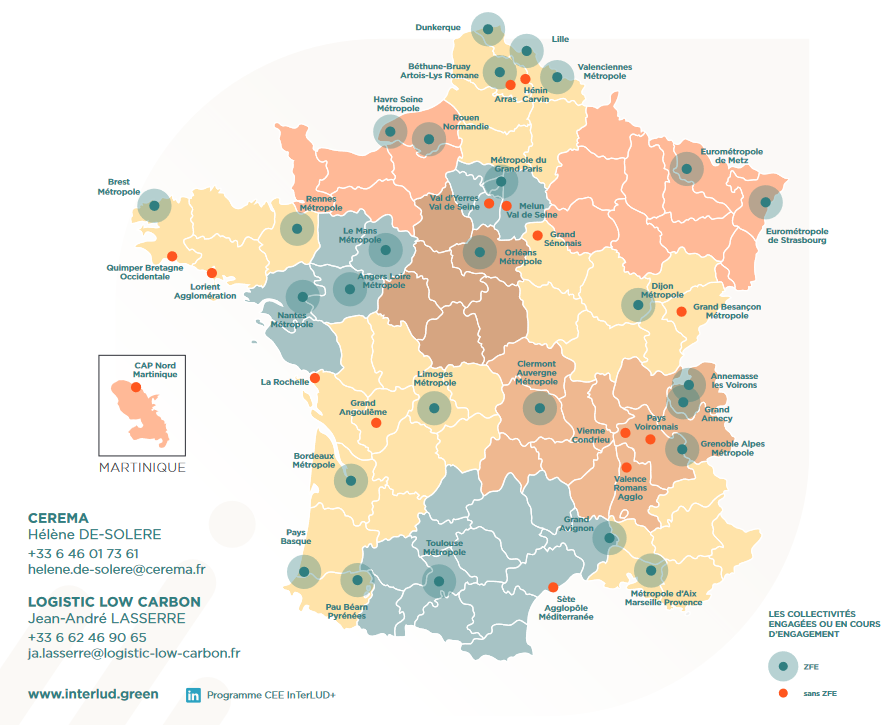 Dunkerque
Lille
Béthune-Bruay
Artois-Lys Romane
Valenciennes
Métropole
Arras
Hénin
Carvin
Havre Seine
Métropole
Rouen
Normandie
Métropole du
Grand Paris
Eurométropole
de Metz
Brest
Métropole
Rennes
Métropole
Val d'Yerres
Val de Seine
Melun
Val de Seine
Eurométropole
de Strasbourg
Le Mans
Métropole
Grand
Sénonais
Orléans
Métropole
Quimper Bretagne
Occidentale
Lorient
Agglomération
Angers Loire
Métropole
Nantes
Métropole
Dijon
Métropole
Grand Besançon
Métropole
CAP Nord
Martinique
MARTINIQUE
La Rochelle
Limoges
Métropole
Clermont
Auvergne
Métropole
Annemasse
les Voirons
Grand
Angoulême
Grand
Annecy
Vienne
Condrieu
Pays
Voironnais
Grenoble Alpes
Métropole
Bordeaux
Métropole
Valence
Romans
Agglo
Grand
Avignon
Pays
Basque
Toulouse
Métropole
Pau Béarn
Pyrénées
Sète
Agglopôle
Méditerranée
Métropole d'Aix
Marseille Provence
CEREMA
Hélène DE-SOLERE
+33 6 46 01 73 61
helene.de-solere@cerema.fr
LOGISTIC LOW CARBON
Jean-André LASSERRE
+33 6 62 46 90 65
ja.lasserre@logistic-low-carbon.fr
www.interlud.green
in Programme CEE InTerLUD+
LES COLLECTIVITÉS
ENGAGÉES OU EN COURS
D'ENGAGEMENT
ZFE
sans ZFE